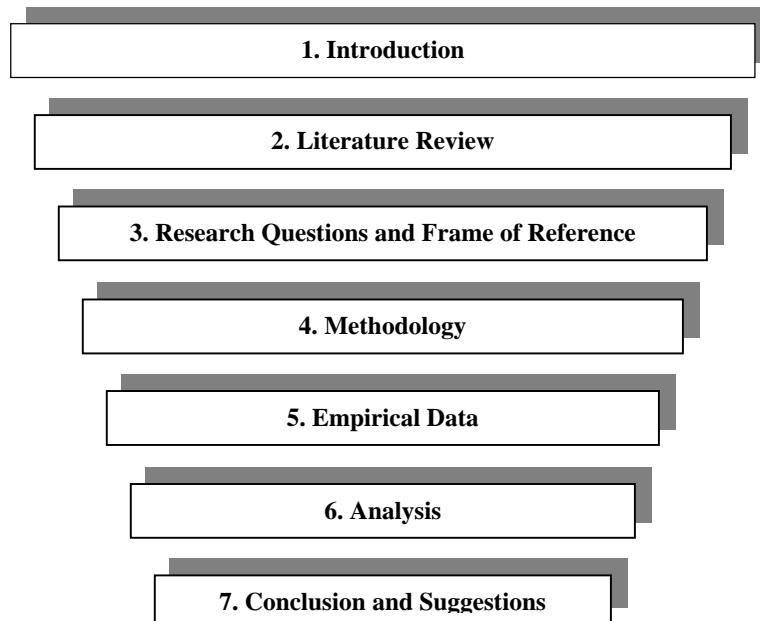 1. Introduction
2. Literature Review
3. Research Questions and Frame of Reference
4. Methodology
5. Empirical Data
6. Analysis
7. Conclusion and Suggestions